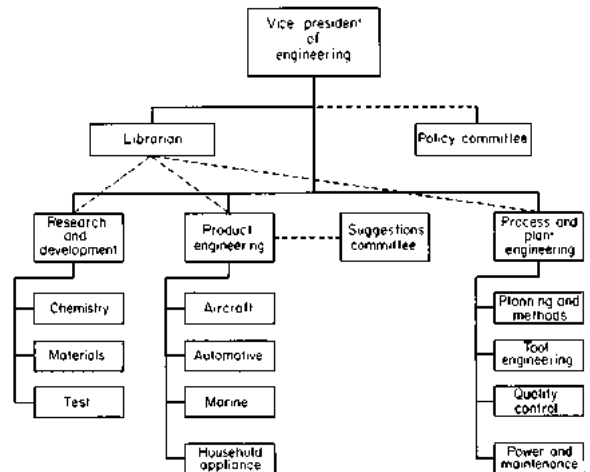 Vice president
of
engineering
Librarian
Policy committee
Research
and
development
Product
engineering
Suggestions
committee
Process and
plant
engineering
Chemistry
Aircraft
Planning and
methods
Materials
Automotive
Tool
engineering
Test
Marine
Quality
control
Household
appliance
Power and
maintenance